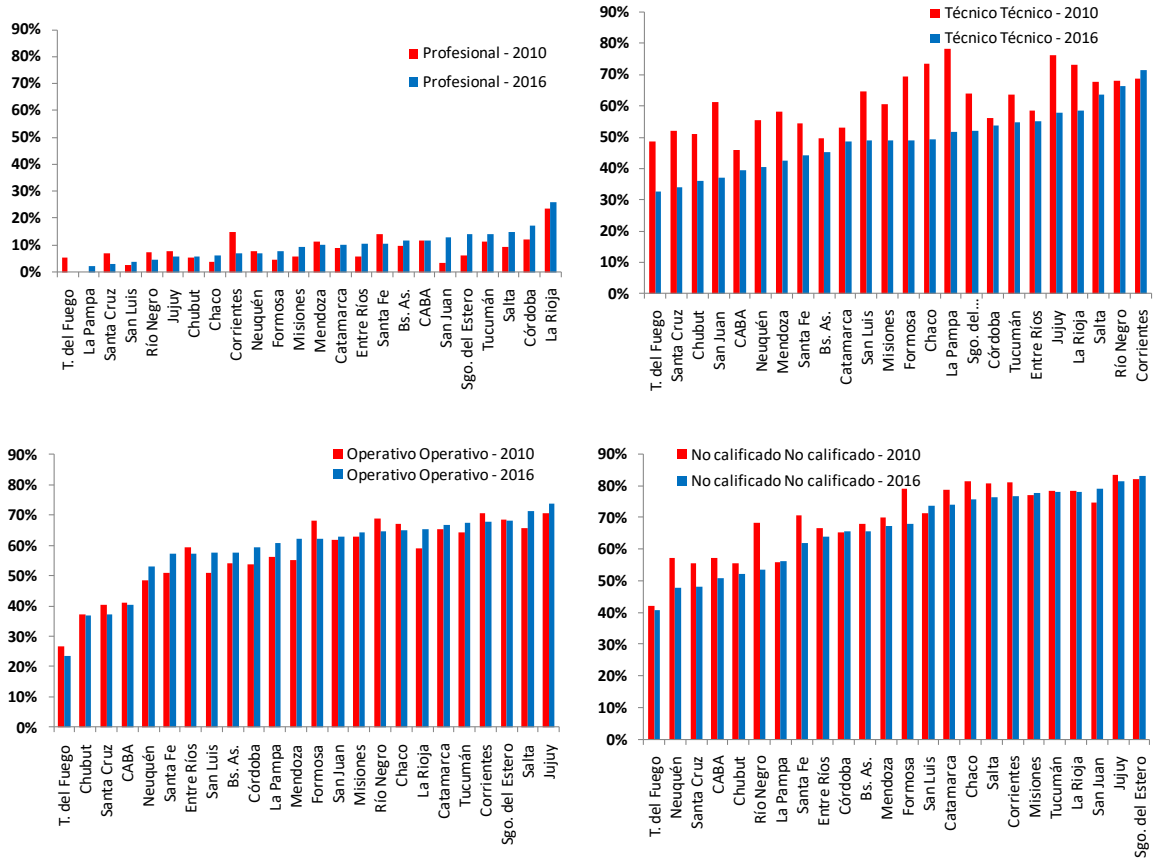 90%
80%
70%
60%
50%
40%
30%
20%
10%
0%
Profesional - 2010
Profesional - 2016
T. del Fuego
La Pampa
Santa Cruz
San Luis
Río Negro
Jujuy
Chubut
Chaco
Corrientes
Neuquén
Formosa
Misiones
Mendoza
Catamarca
Entre Ríos
Santa Fe
Bs. As.
CABA
San Juan
Sgo. del Estero
Tucumán
Salta
Córdoba
La Rioja
90%
80%
70%
60%
50%
40%
30%
20%
10%
0%
Técnico Técnico - 2010
Técnico Técnico - 2016
T. del Fuego
Santa Cruz
Chubut
San Juan
CABA
Neuquén
Mendoza
Santa Fe
Bs. As.
Catamarca
San Luis
Misiones
Formosa
Chaco
La Pampa
Sgo. del...
Córdoba
Tucumán
Entre Ríos
Jujuy
La Rioja
Salta
Río Negro
Corrientes
90%
80%
70%
60%
50%
40%
30%
20%
10%
0%
Operativo Operativo - 2010
Operativo Operativo - 2016
T. del Fuego
Chubut
Santa Cruz
CABA
Neuquén
Santa Fe
Entre Ríos
San Luis
Bs. As.
Córdoba
La Pampa
Mendoza
Formosa
San Juan
Misiones
Río Negro
Chaco
La Rioja
Catamarca
Tucumán
Corrientes
Sgo. del Estero
Salta
Jujuy
90%
80%
70%
60%
50%
40%
30%
20%
10%
0%
No calificado No calificado - 2010
No calificado No calificado - 2016
T. del Fuego
Neuquén
Santa Cruz
CABA
Chubut
Río Negro
La Pampa
Santa Fe
Entre Ríos
Córdoba
Bs. As.
Mendoza
Formosa
San Luis
Catamarca
Chaco
Salta
Corrientes
Misiones
Tucumán
La Rioja
San Juan
Jujuy
Sgo. del Estero